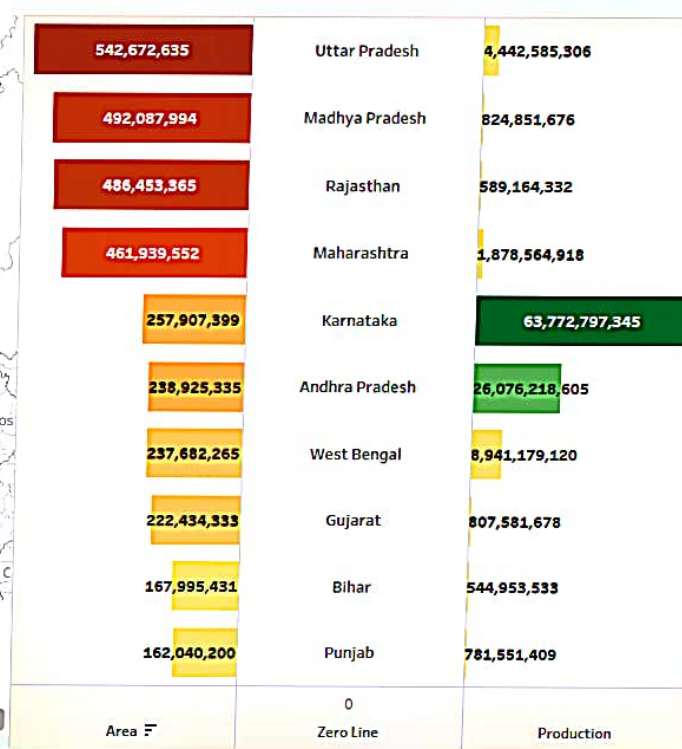 542,672,635 Uttar Pradesh 4,442,585,306
492,087,994 Madhya Pradesh 824,851,676
486,453,365 Rajasthan 589,164,332
461,939,552 Maharashtra 1,878,564,918
257,907,399 Karnataka 63,772,797,345
238,925,335 Andhra Pradesh 26,076,218,605
237,682,265 West Bengal 8,941,179,120
222,434,333 Gujarat 807,581,678
167,995,431 Bihar 544,953,533
162,040,200 Punjab 781,551,409
0
Area Zero Line Production